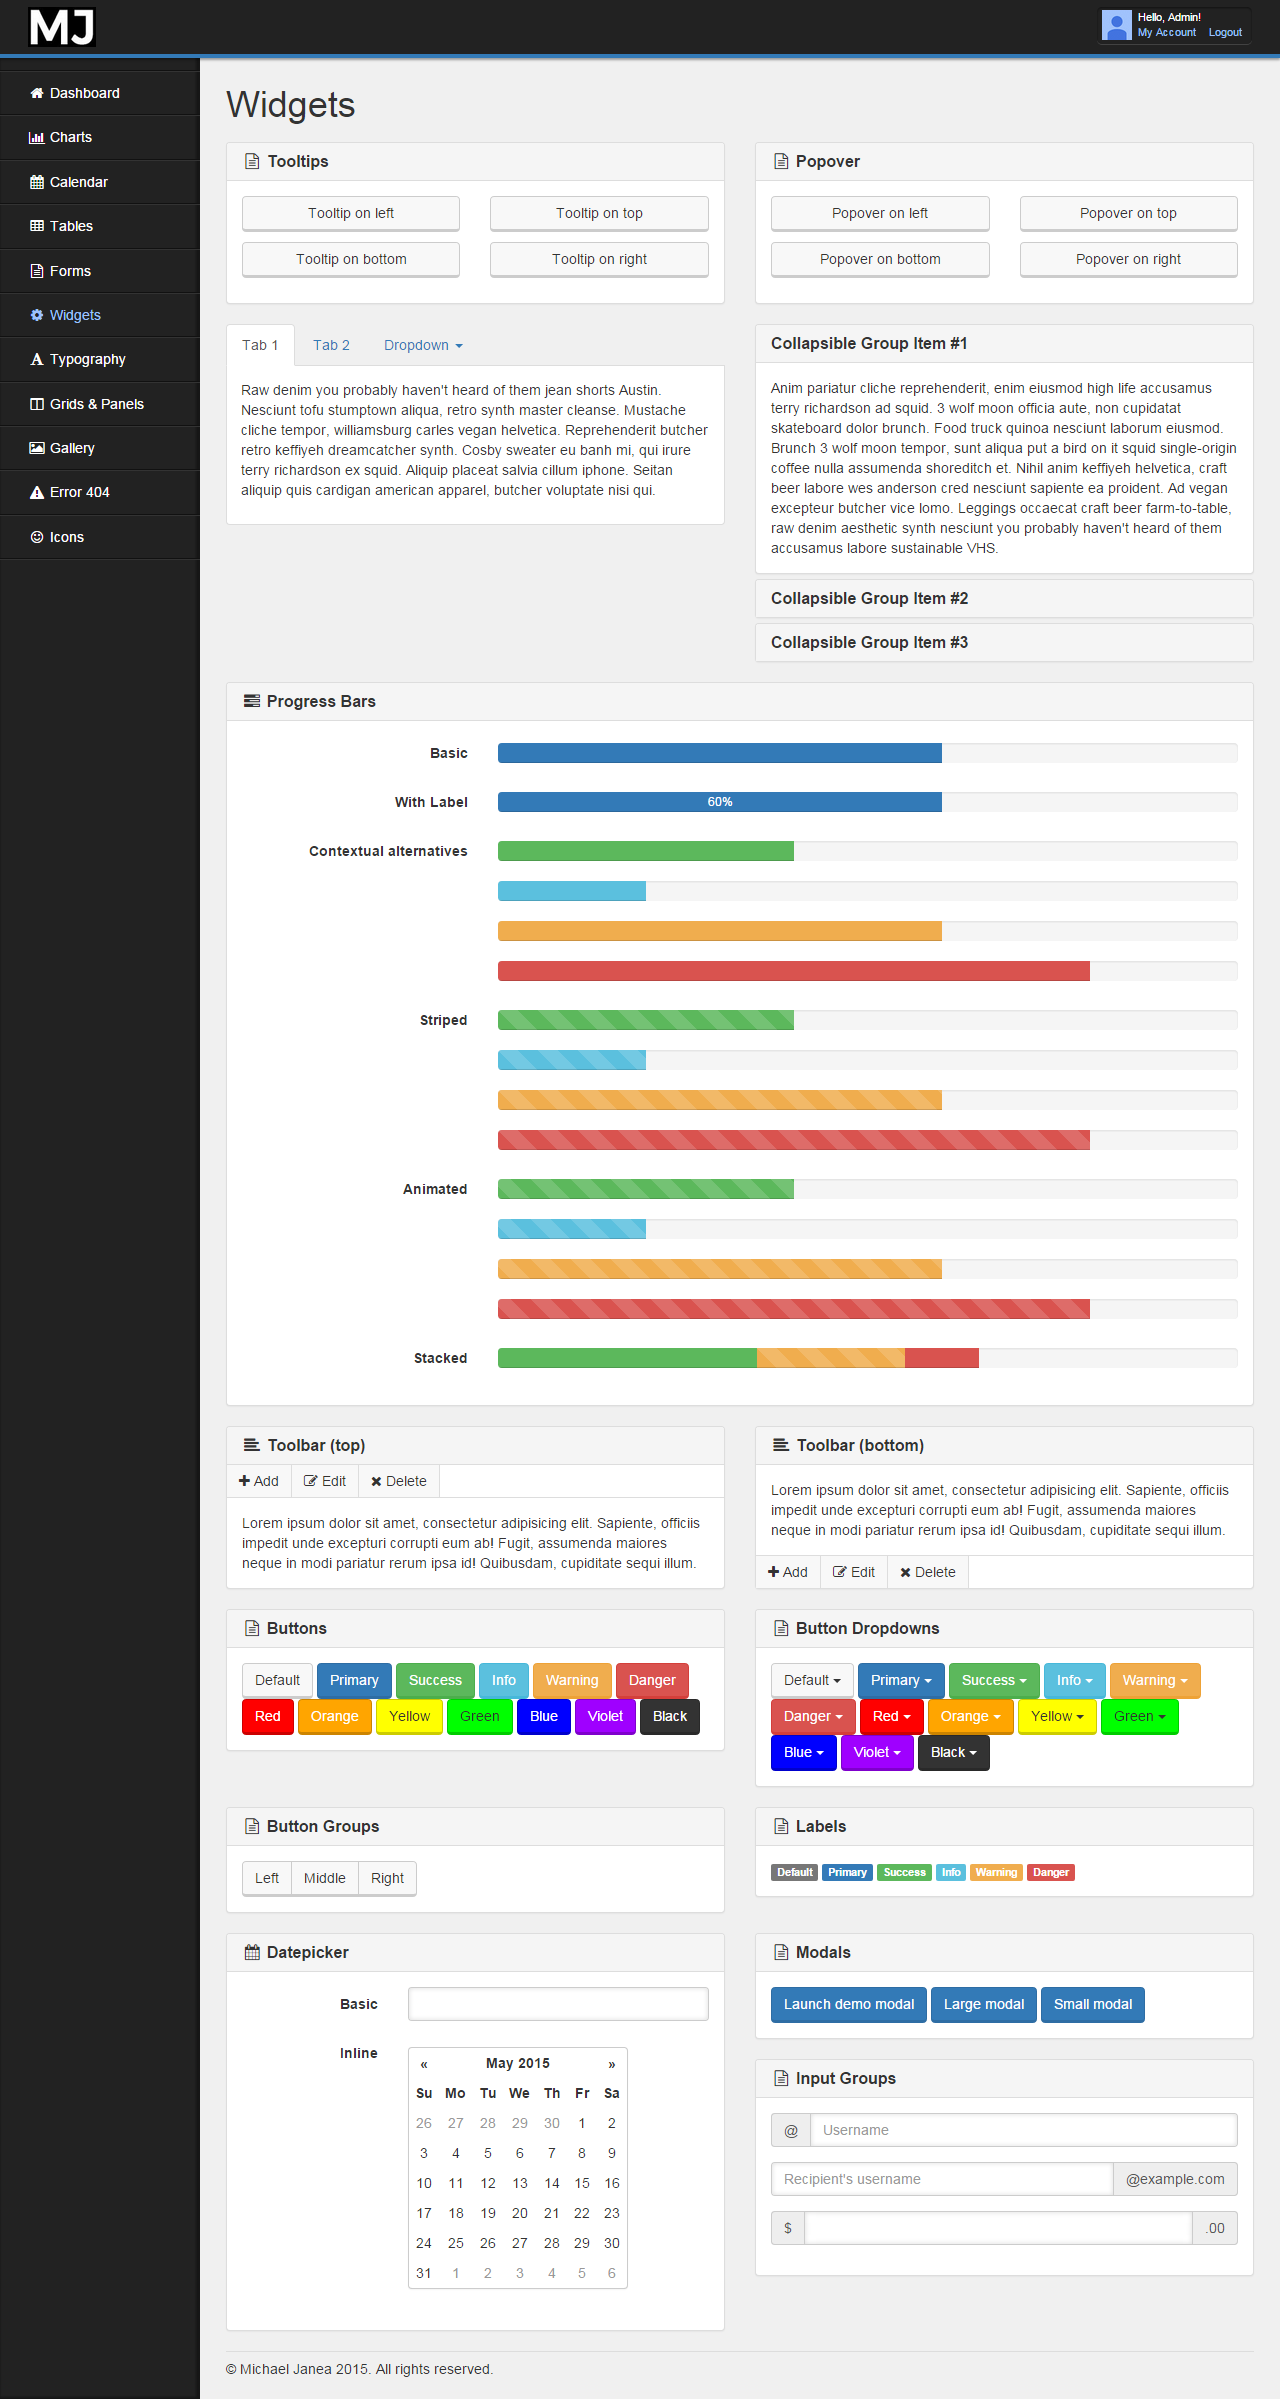 MJ
Hello, Admin!
My Account Logout
Dashboard
Charts
Calendar
Tables
Forms
Widgets
Typography
Grids & Panels
Gallery
Error 404
Icons
Widgets
Tooltips
Tooltip on left Tooltip on top
Tooltip on bottom Tooltip on right
Popover
Popover on left Popover on top
Popover on bottom Popover on right
Tab 1 Tab 2 Dropdown
Raw denim you probably haven't heard of them jean shorts Austin.
Nesciunt tofu stumptown aliqua, retro synth master cleanse. Mustache
cliche tempor, williamsburg carles vegan helvetica. Reprehenderit butcher
retro keffiyeh dreamcatcher synth. Cosby sweater eu banh mi, qui irure
terry richardson ex squid. Aliquip placeat salvia cillum iphone. Seitan
aliquip quis cardigan american apparel, butcher voluptate nisi qui.
Collapsible Group Item #1
Anim pariatur cliche reprehenderit, enim eiusmod high life accusamus
terry richardson ad squid. 3 wolf moon officia aute, non cupidatat
skateboard dolor brunch. Food truck quinoa nesciunt laborum eiusmod.
Brunch 3 wolf moon tempor, sunt aliqua put a bird on it squid single-origin
coffee nulla assumenda shoreditch et. Nihil anim keffiyeh helvetica, craft
beer labore wes anderson cred nesciunt sapiente ea proident. Ad vegan
excepteur butcher vice lomo. Leggings occaecat craft beer farm-to-table,
raw denim aesthetic synth nesciunt you probably haven't heard of them
accusamus labore sustainable VHS.
Collapsible Group Item #2
Collapsible Group Item #3
Progress Bars
Basic
With Label 60%
Contextual alternatives
Striped
Animated
Stacked
Toolbar (top)
Add Edit Delete
Lorem ipsum dolor sit amet, consectetur adipisicing elit. Sapiente, officiis
impedit unde excepturi corrupti eum ab! Fugit, assumenda maiores
neque in modi pariatur rerum ipsa id! Quibusdam, cupiditate sequi illum.
Toolbar (bottom)
Lorem ipsum dolor sit amet, consectetur adipisicing elit. Sapiente, officiis
impedit unde excepturi corrupti eum ab! Fugit, assumenda maiores
neque in modi pariatur rerum ipsa id! Quibusdam, cupiditate sequi illum.
Add Edit Delete
Buttons
Default Primary Success Info Warning Danger
Red Orange Yellow Green Blue Violet Black
Button Dropdowns
Default Primary Success Info Warning
Danger Red Orange Yellow Green
Blue Violet Black
Button Groups
Left Middle Right
Labels
Default Primary Success Info Warning Danger
Datepicker
Basic
Inline
« May 2015 »
Su Mo Tu We Th Fr Sa
26 27 28 29 30 1 2
3 4 5 6 7 8 9
10 11 12 13 14 15 16
17 18 19 20 21 22 23
24 25 26 27 28 29 30
31 1 2 3 4 5 6
Modals
Launch demo modal Large modal Small modal
Input Groups
@ Username
Recipient's username @example.com
$ .00
© Michael Janea 2015. All rights reserved.